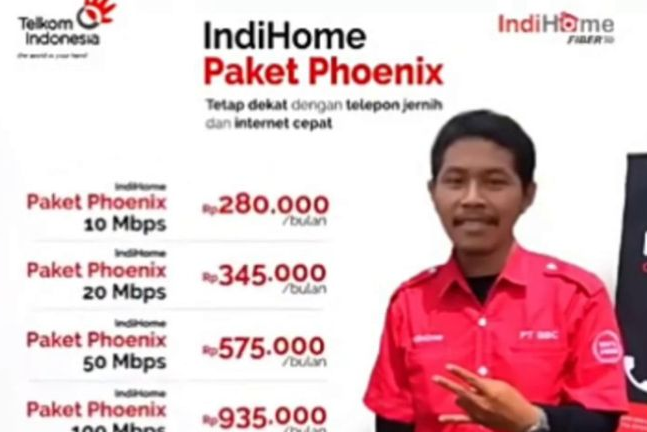 Telkom
Indonesia
the world in your hand
IndiHome
FIBER
IndiHome
Paket Phoenix
Tetap dekat dengan telepon jernih
dan internet cepat
IndiHome
Paket Phoenix
10 Mbps
Rp280.000
/bulan
IndiHome
Paket Phoenix
20 Mbps
Rp345.000
/bulan
IndiHome
Paket Phoenix
50 Mbps
Rp575.000
/bulan
IndiHome
Paket Phoenix
100 Mbps
Rp935.000
/bulan